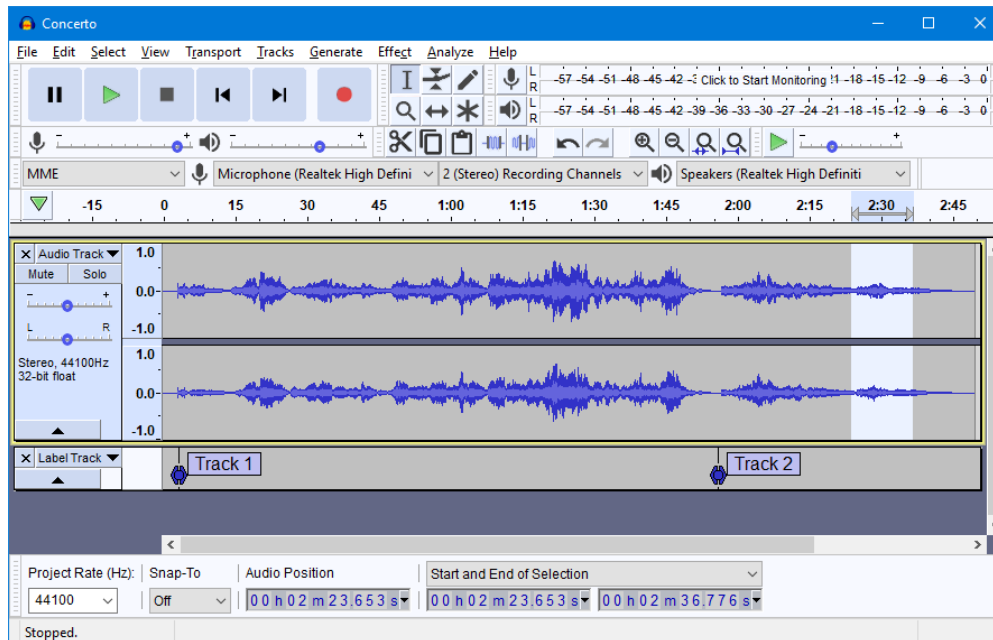 Concerto
File Edit Select View Transport Tracks Generate Effect Analyze Help
L
R
-57 -54 -51 -48 -45 -42 -3 Click to Start Monitoring !1 -18 -15 -12 -9 -6 -3 0
L
R
-57 -54 -51 -48 -45 -42 -39 -36 -33 -30 -27 -24 -21 -18 -15 -12 -9 -6 -3 0
- + - + - +
MME Microphone (Realtek High Defini 2 (Stereo) Recording Channels Speakers (Realtek High Definiti
-15 0 15 30 45 1:00 1:15 1:30 1:45 2:00 2:15 2:30 2:45
Audio Track 1.0
Mute Solo
- + 0.0
L R -1.0
Stereo, 44100Hz 1.0
32-bit float
0.0
-1.0
Label Track
Track 1 Track 2
Project Rate (Hz): Snap-To Audio Position Start and End of Selection
44100 Off 00 h 02 m 23.653 s 00 h 02 m 23.653 s 00 h 02 m 36.776 s
Stopped.